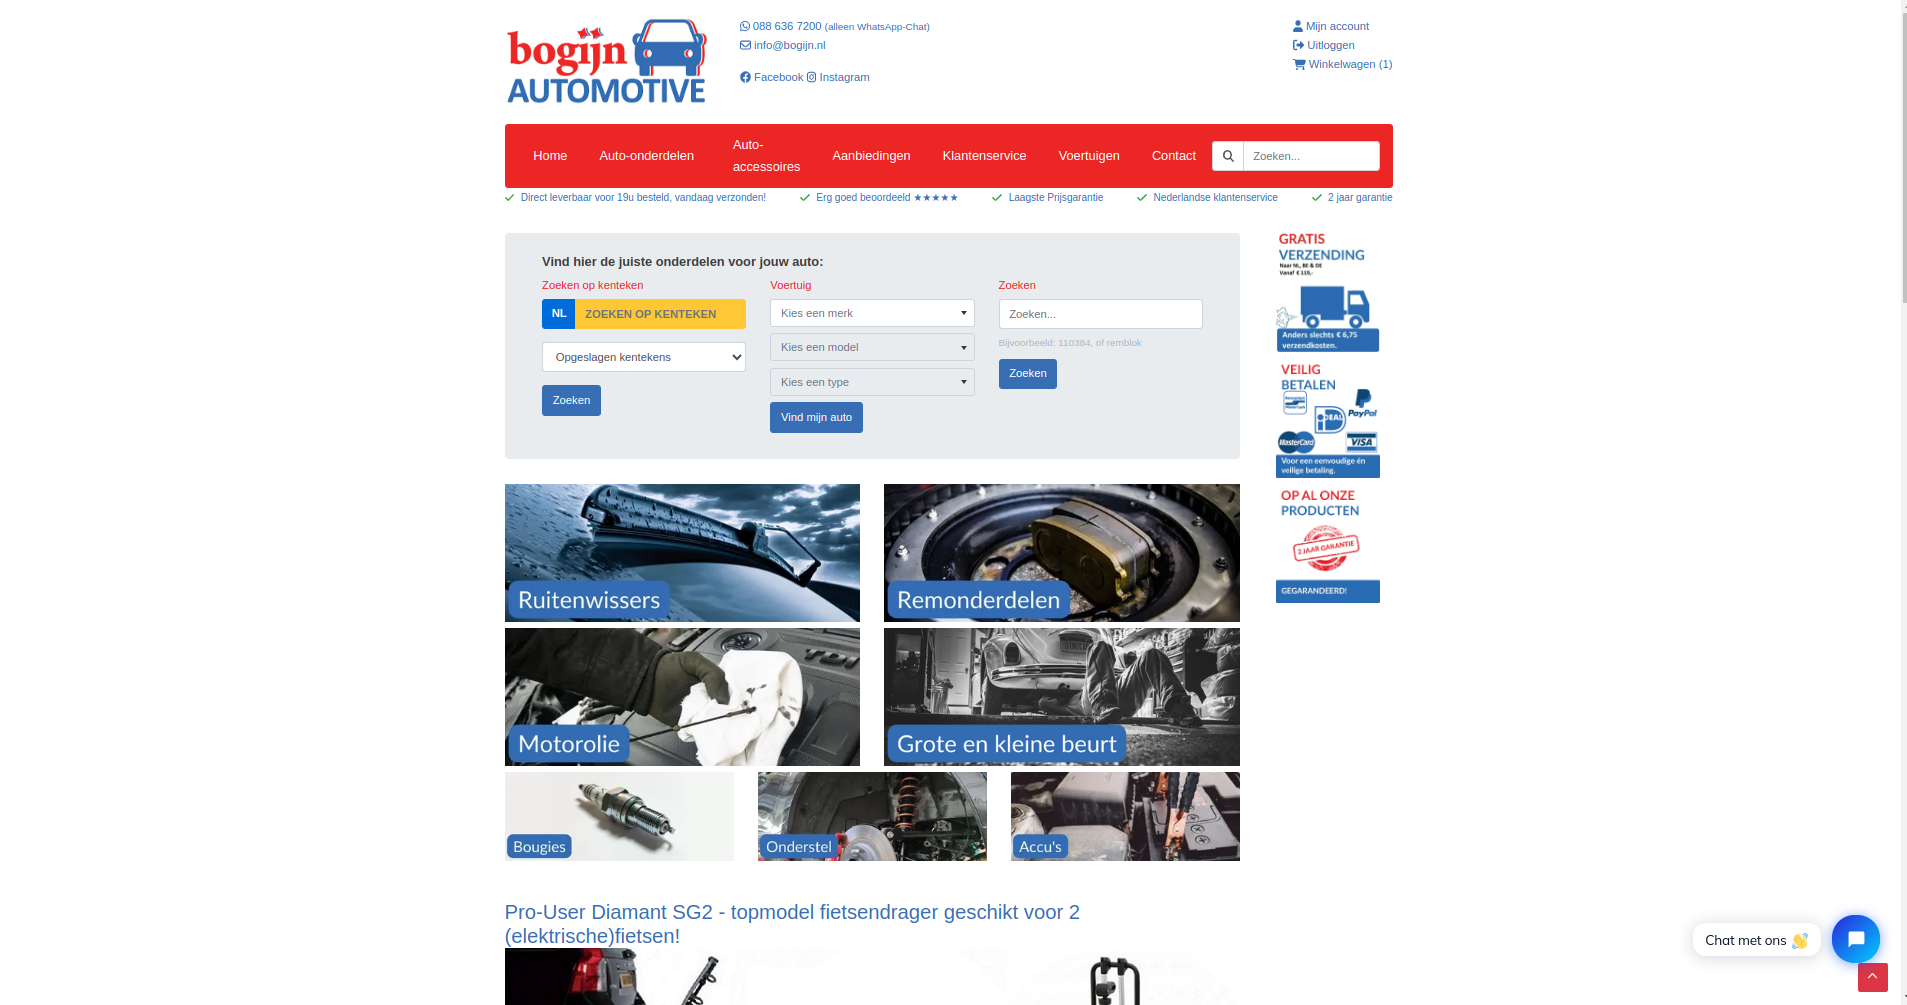 bogijn
AUTOMOTIVE
088 636 7200 (alleen WhatsApp-Chat)
info@bogijn.nl
Facebook Instagram
Mijn account
Uitloggen
Winkelwagen (1)
Home
Auto-onderdelen
Auto-
accessoires
Aanbiedingen
Klantenservice
Voertuigen
Contact
Zoeken...
Direct leverbaar voor 19u besteld, vandaag verzonden!
Erg goed beoordeeld ★★★★★
Laagste Prijsgarantie
Nederlandse klantenservice
2 jaar garantie
Vind hier de juiste onderdelen voor jouw auto:
Zoeken op kenteken
NL ZOEKEN OP KENTEKEN
Opgeslagen kentekens
Zoeken
Voertuig
Kies een merk
Kies een model
Kies een type
Vind mijn auto
Zoeken
Zoeken...
Bijvoorbeeld: 110384, of remblok
Zoeken
GRATIS
VERZENDING
Naar NL, BE & DE
Vanaf € 119,-
Anders slechts € 6,75
verzendkosten.
VEILIG
BETALEN
PayPal
iDEAL
MasterCard
VISA
Voor een eenvoudige én
veilige betaling.
OP AL ONZE
PRODUCTEN
2 JAAR GARANTIE
GEGARANDEERD!
Ruitenwissers
Remonderdelen
TDI
Motorolie
Grote en kleine beurt
Bougies
Onderstel
Accu's
Pro-User Diamant SG2 - topmodel fietsendrager geschikt voor 2
(elektrische)fietsen!
Chat met ons 👋